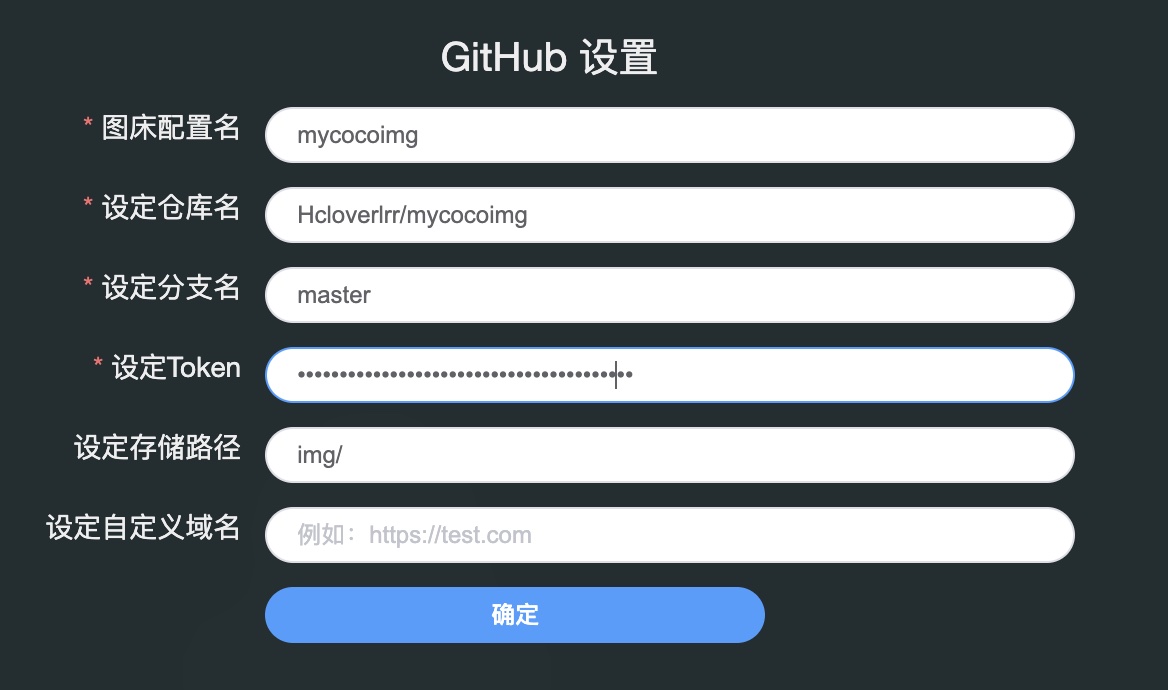 GitHub 设置
* 图床配置名 mycocoimg
* 设定仓库名 Hcloverlrr/mycocoimg
* 设定分支名 master
* 设定Token ••••••••••••••••••••••••••••••••••••••••
设定存储路径 img/
设定自定义域名 例如：https://test.com
确定